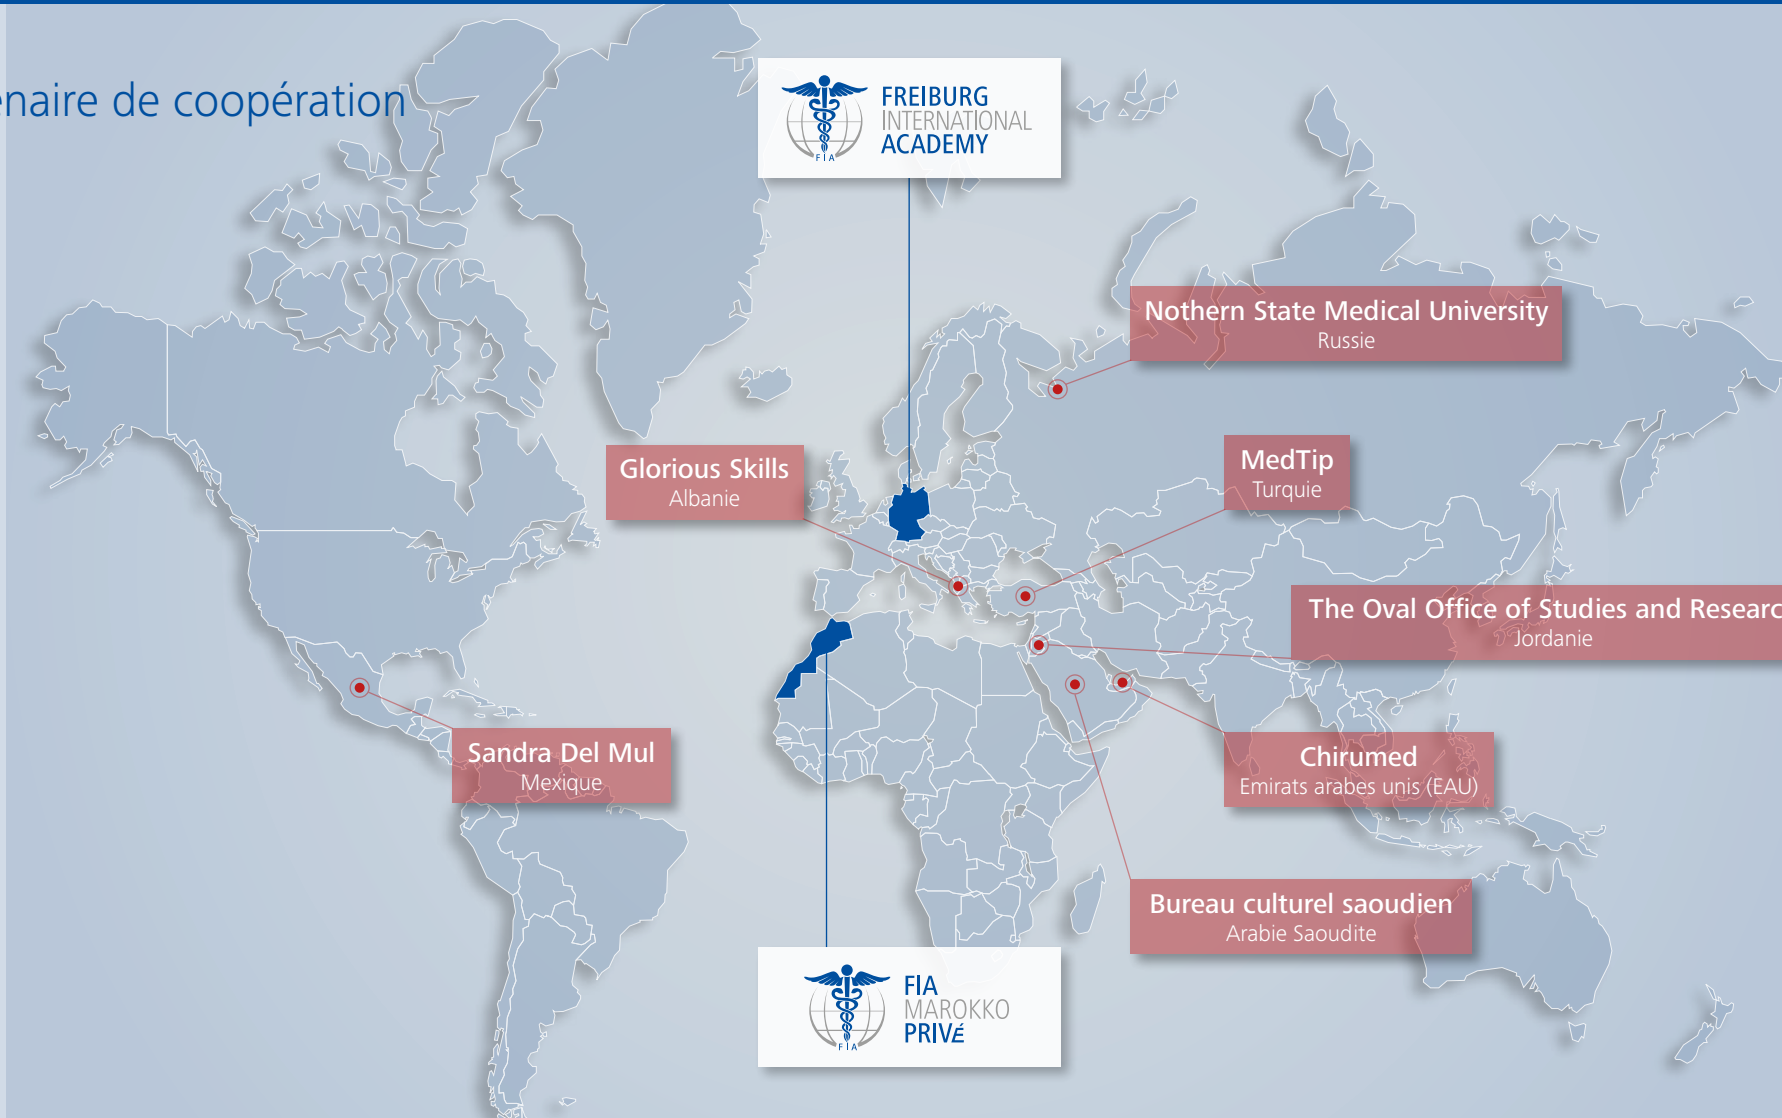 enaire de coopération
FREIBURG
INTERNATIONAL
ACADEMY
FIA
Nothern State Medical University
Russie
Glorious Skills
Albanie
MedTip
Turquie
The Oval Office of Studies and Researc
Jordanie
Sandra Del Mul
Mexique
Chirumed
Emirats arabes unis (EAU)
Bureau culturel saoudien
Arabie Saoudite
FIA
MAROKKO
PRIVé
FIA